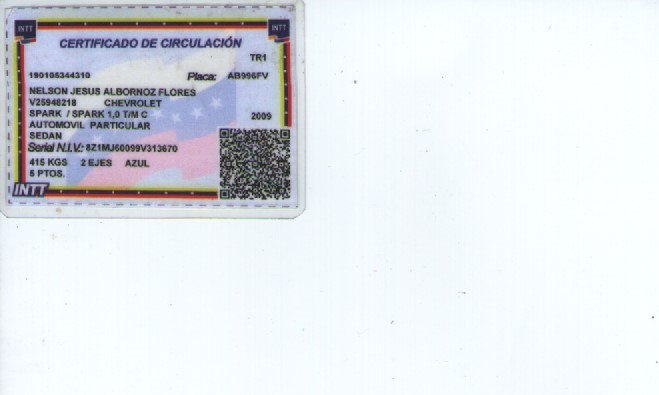 INTT INTT
CERTIFICADO DE CIRCULACIÓN
TR1
190105344310 Placa: AB996FV
NELSON JESUS ALBORNOZ FLORES
V25948218 CHEVROLET
SPARK / SPARK 1,0 T/M C 2009
AUTOMOVIL PARTICULAR
SEDAN
Serial N.I.V.: 8Z1MJ60099V313670
415 KGS 2 EJES AZUL
5 PTOS.
INTT